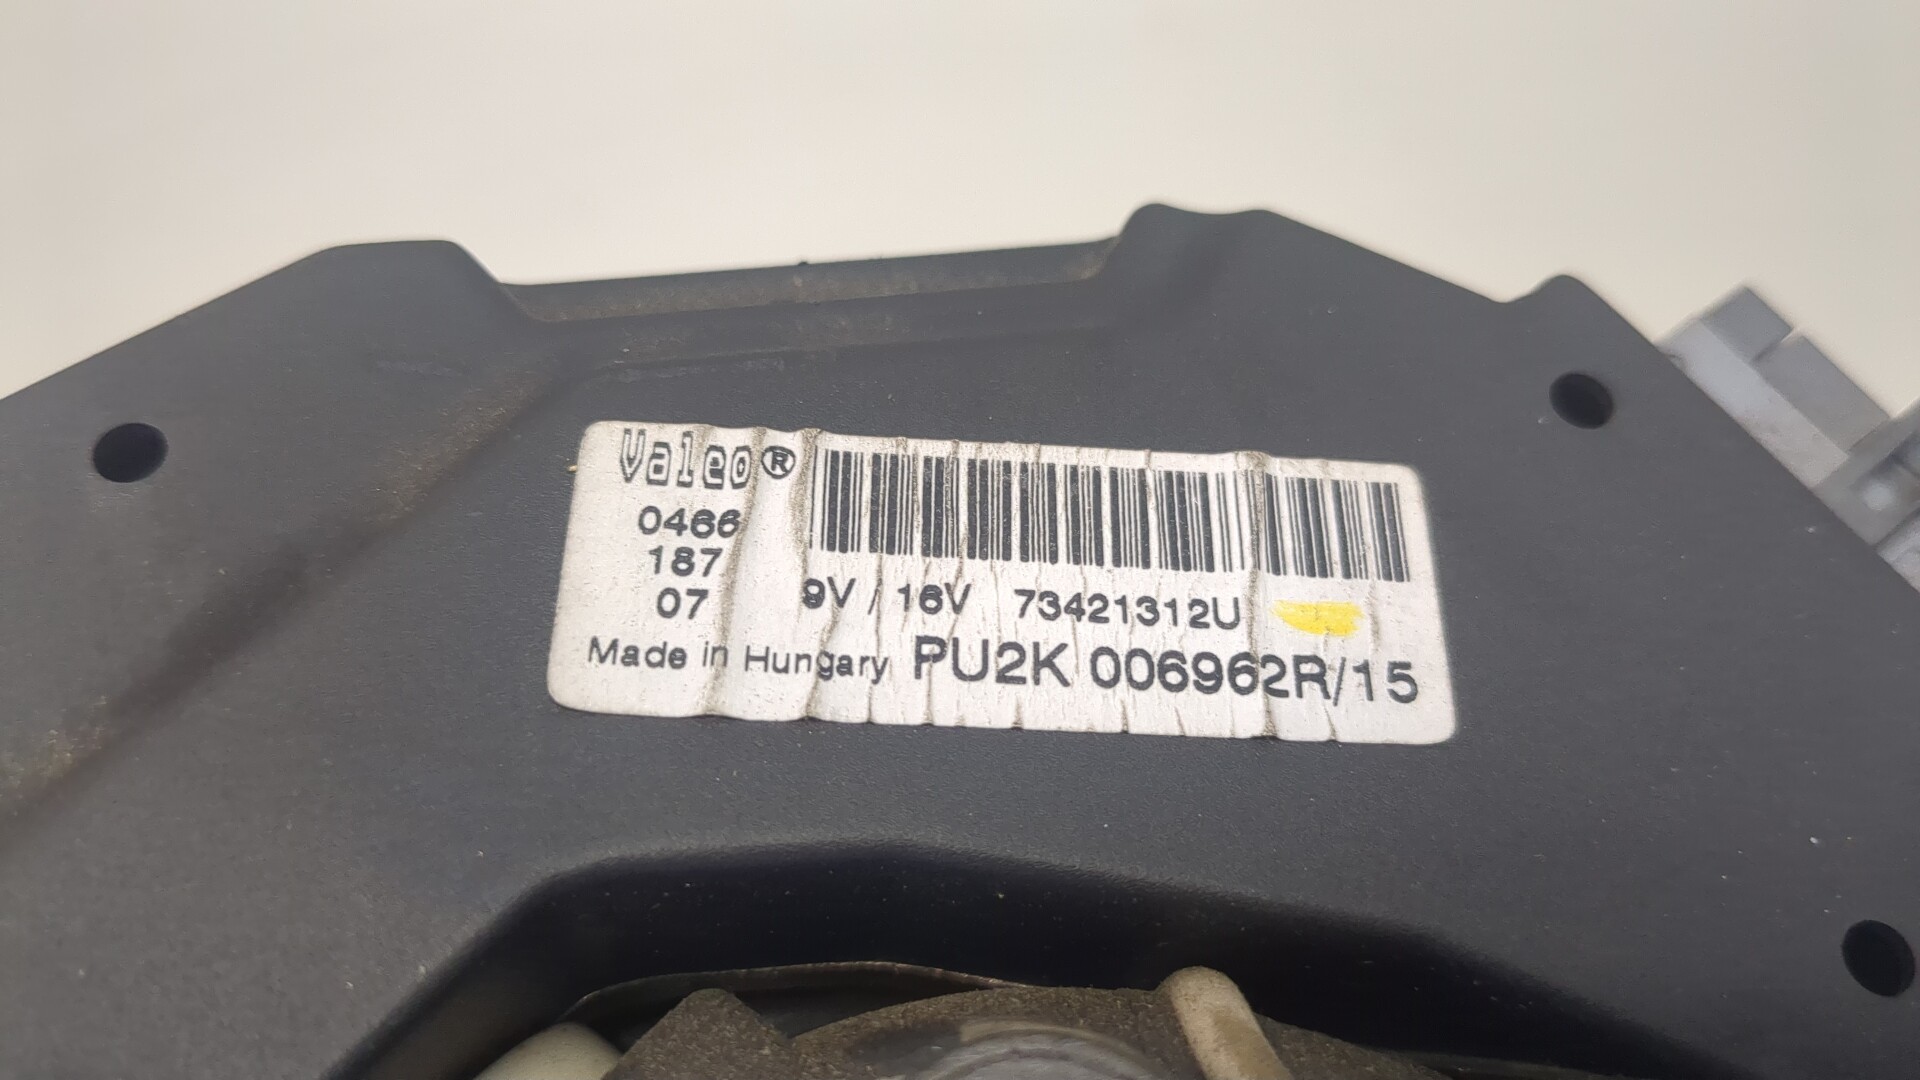 Valeo®
0466
187
07
9V / 16V 73421312U
Made in Hungary PU2K 006962R/15